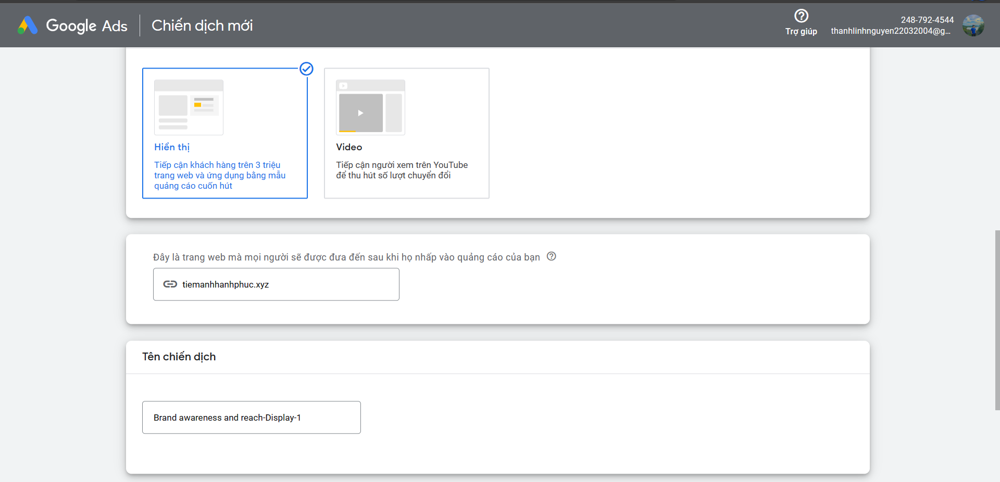 Google Ads
Chiến dịch mới
Trợ giúp
248-792-4544
thanhlinhnguyen22032004@g...
Hiển thị
Tiếp cận khách hàng trên 3 triệu
trang web và ứng dụng bằng mẫu
quảng cáo cuốn hút
Video
Tiếp cận người xem trên YouTube
để thu hút số lượt chuyển đổi
Đây là trang web mà mọi người sẽ được đưa đến sau khi họ nhấp vào quảng cáo của bạn
tiemanhhanhphuc.xyz
Tên chiến dịch
Brand awareness and reach-Display-1